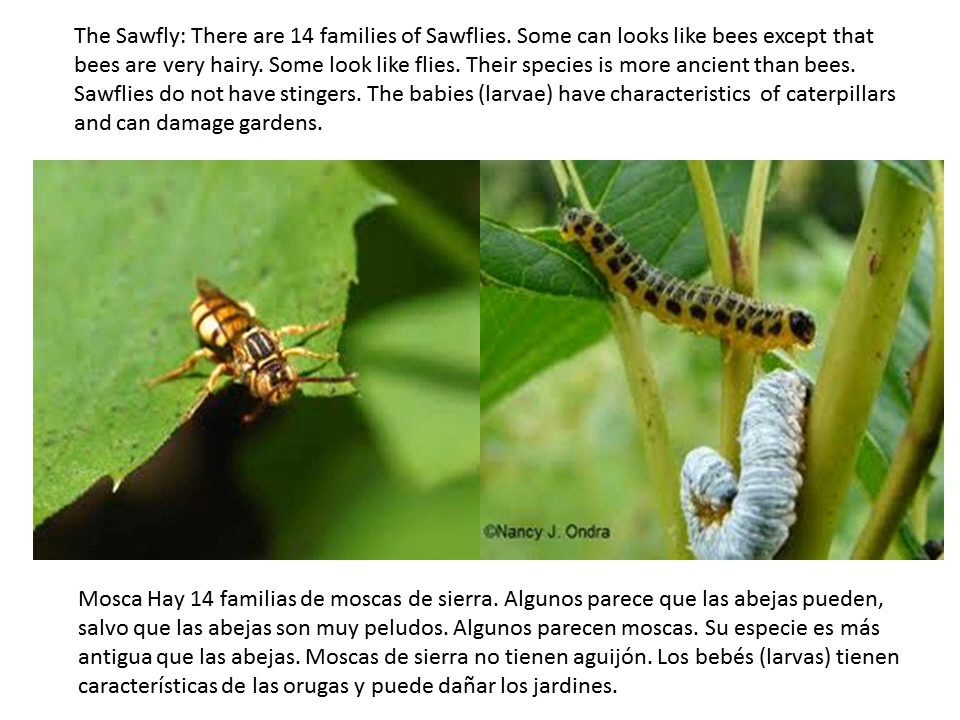 The Sawfly: There are 14 families of Sawflies. Some can looks like bees except that
bees are very hairy. Some look like flies. Their species is more ancient than bees.
Sawflies do not have stingers. The babies (larvae) have characteristics of caterpillars
and can damage gardens.
©Nancy J. Ondra
Mosca Hay 14 familias de moscas de sierra. Algunos parece que las abejas pueden,
salvo que las abejas son muy peludos. Algunos parecen moscas. Su especie es más
antigua que las abejas. Moscas de sierra no tienen aguijón. Los bebés (larvas) tienen
características de las orugas y puede dañar los jardines.